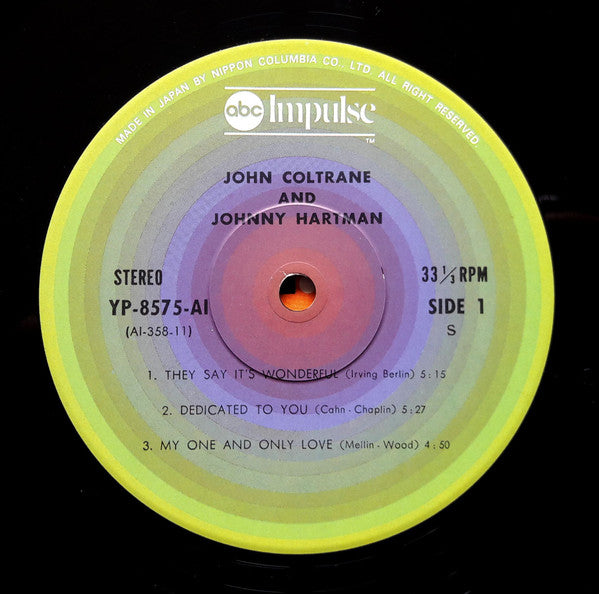 MADE IN JAPAN BY NIPPON COLUMBIA CO., LTD. ALL RIGHT RESERVED
abc Impulse
TM
JOHN COLTRANE
AND
JOHNNY HARTMAN
STEREO 33 1/3 RPM
YP-8575-AI SIDE 1
(AI-358-11) S
1. THEY SAY IT'S WONDERFUL (Irving Berlin) 5:15
2. DEDICATED TO YOU (Cahn - Chaplin) 5:27
3. MY ONE AND ONLY LOVE (Mellin - Wood) 4:50